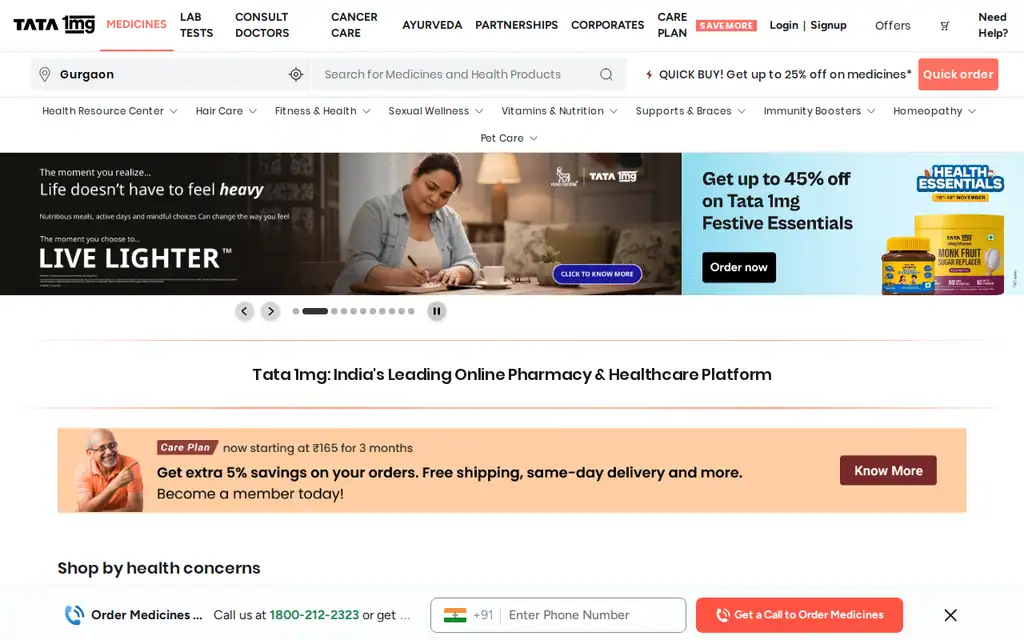 TATA 1mg
MEDICINES
LAB TESTS
CONSULT DOCTORS
CANCER CARE
AYURVEDA
PARTNERSHIPS
CORPORATES
CARE PLAN
SAVE MORE
Login | Signup
Offers
Need Help?
Gurgaon
Search for Medicines and Health Products
QUICK BUY! Get up to 25% off on medicines*
Quick order
Health Resource Center
Hair Care
Fitness & Health
Sexual Wellness
Vitamins & Nutrition
Supports & Braces
Immunity Boosters
Homeopathy
Pet Care
The moment you realize...
Life doesn't have to feel heavy
Nutritious meals, active days and mindful choices Can change the way you feel
The moment you choose to...
LIVE LIGHTER™
novo nordisk
TATA 1mg
CLICK TO KNOW MORE
Get up to 45% off
on Tata 1mg
Festive Essentials
Order now
HEALTH
ESSENTIALS
TATA 1mg
MONK FRUIT
SUGAR REPLACER
Tata 1mg: India's Leading Online Pharmacy & Healthcare Platform
Care Plan now starting at ₹165 for 3 months
Get extra 5% savings on your orders. Free shipping, same-day delivery and more.
Become a member today!
Know More
Shop by health concerns
Order Medicines ...
Call us at 1800-212-2323 or get ...
+91
Enter Phone Number
Get a Call to Order Medicines